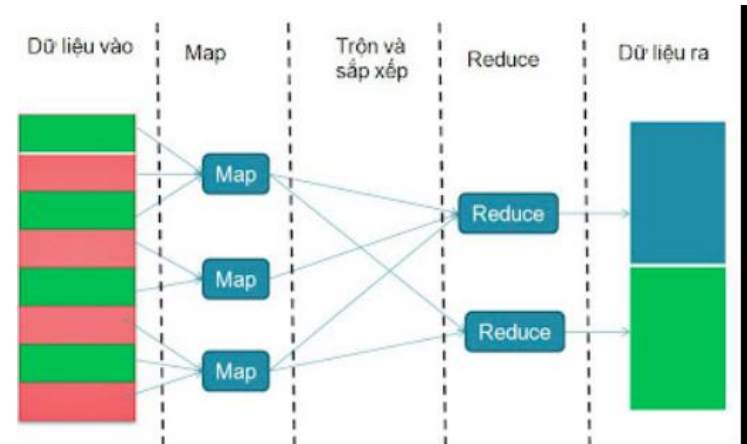 Dữ liệu vào
Map
Trộn và
sắp xếp
Reduce
Dữ liệu ra
Map
Map
Map
Reduce
Reduce